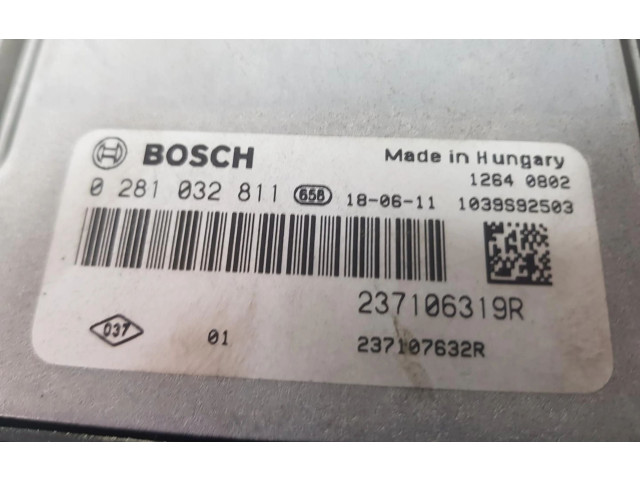 BOSCH
Made in Hungary
1264 0802
0 281 032 811 658 18-06-11 1039S92503
237106319R
037 01 237107632R